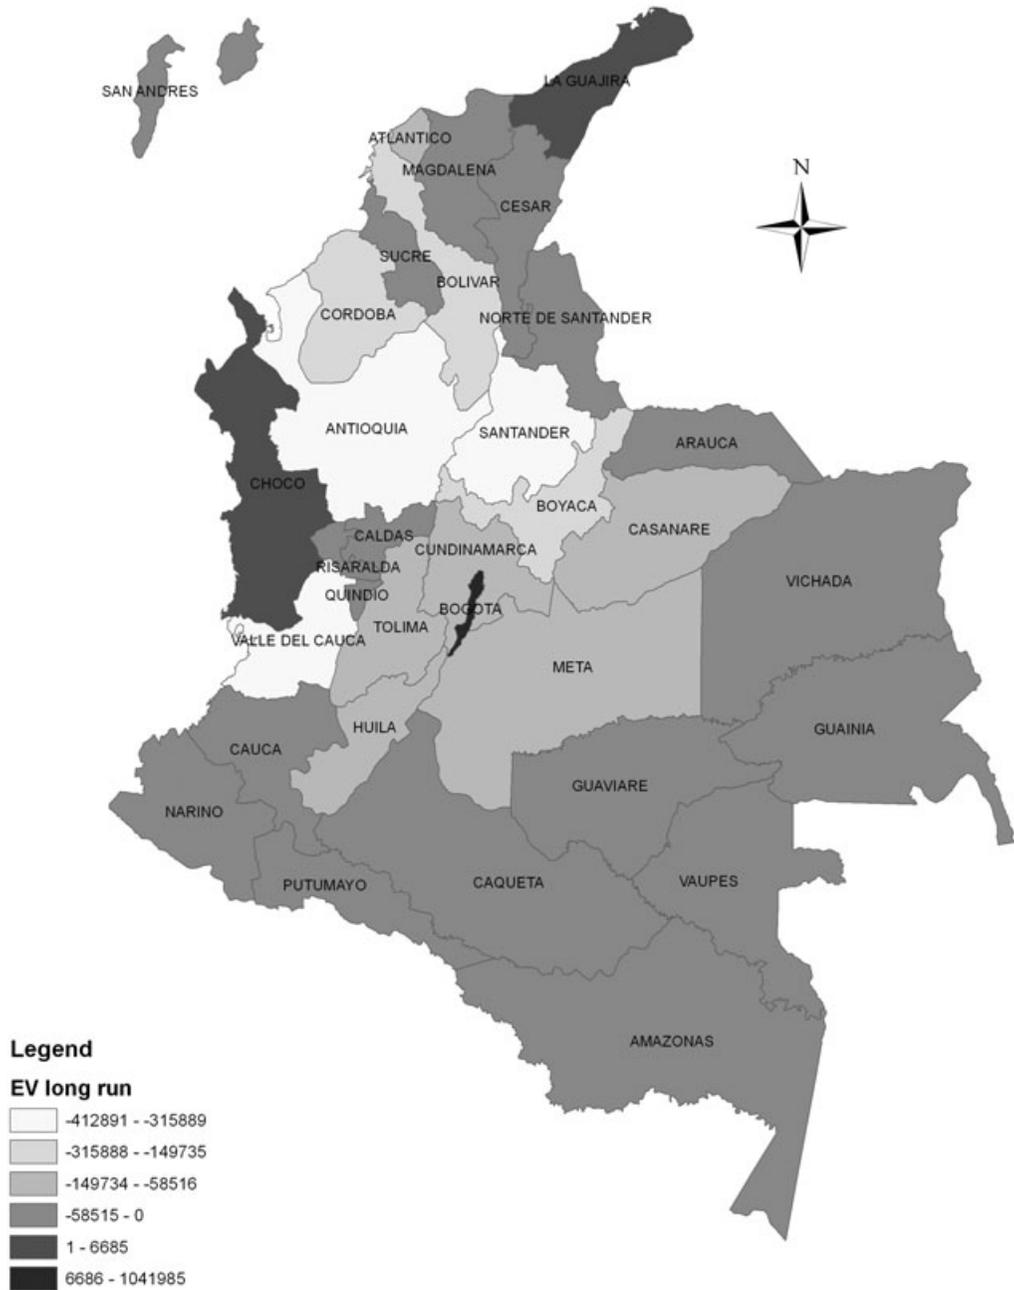 SAN ANDRES
LA GUAJIRA
ATLANTICO
MAGDALENA
N
CESAR
SUCRE
BOLIVAR
CORDOBA
NORTE DE SANTANDER
ANTIOQUIA
SANTANDER
ARAUCA
CHOCO
BOYACA
CASANARE
CALDAS
CUNDINAMARCA
RISARALDA
VICHADA
QUINDIO
BOGOTA
TOLIMA
VALLE DEL CAUCA
META
HUILA
GUAINIA
CAUCA
GUAVIARE
NARINO
CAQUETA
VAUPES
PUTUMAYO
AMAZONAS
Legend
EV long run
-412891 - -315889
-315888 - -149735
-149734 - -58516
-58515 - 0
1 - 6685
6686 - 1041985